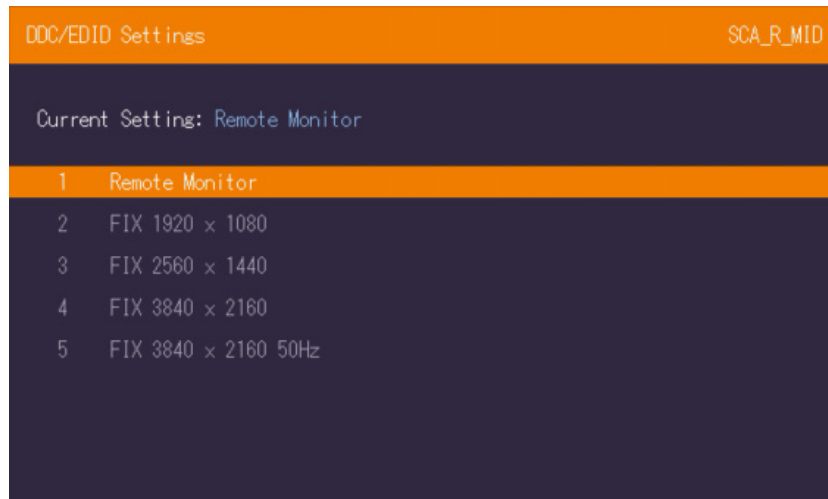 DDC/EDID Settings SCA_R_MID
Current Setting: Remote Monitor
1 Remote Monitor
2 FIX 1920 × 1080
3 FIX 2560 × 1440
4 FIX 3840 × 2160
5 FIX 3840 × 2160 50Hz